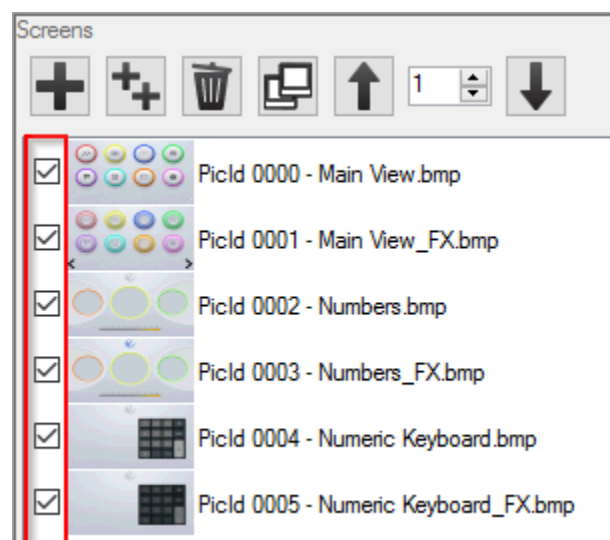 Screens
1
PicId 0000 - Main View.bmp
PicId 0001 - Main View_FX.bmp
PicId 0002 - Numbers.bmp
PicId 0003 - Numbers_FX.bmp
PicId 0004 - Numeric Keyboard.bmp
PicId 0005 - Numeric Keyboard_FX.bmp